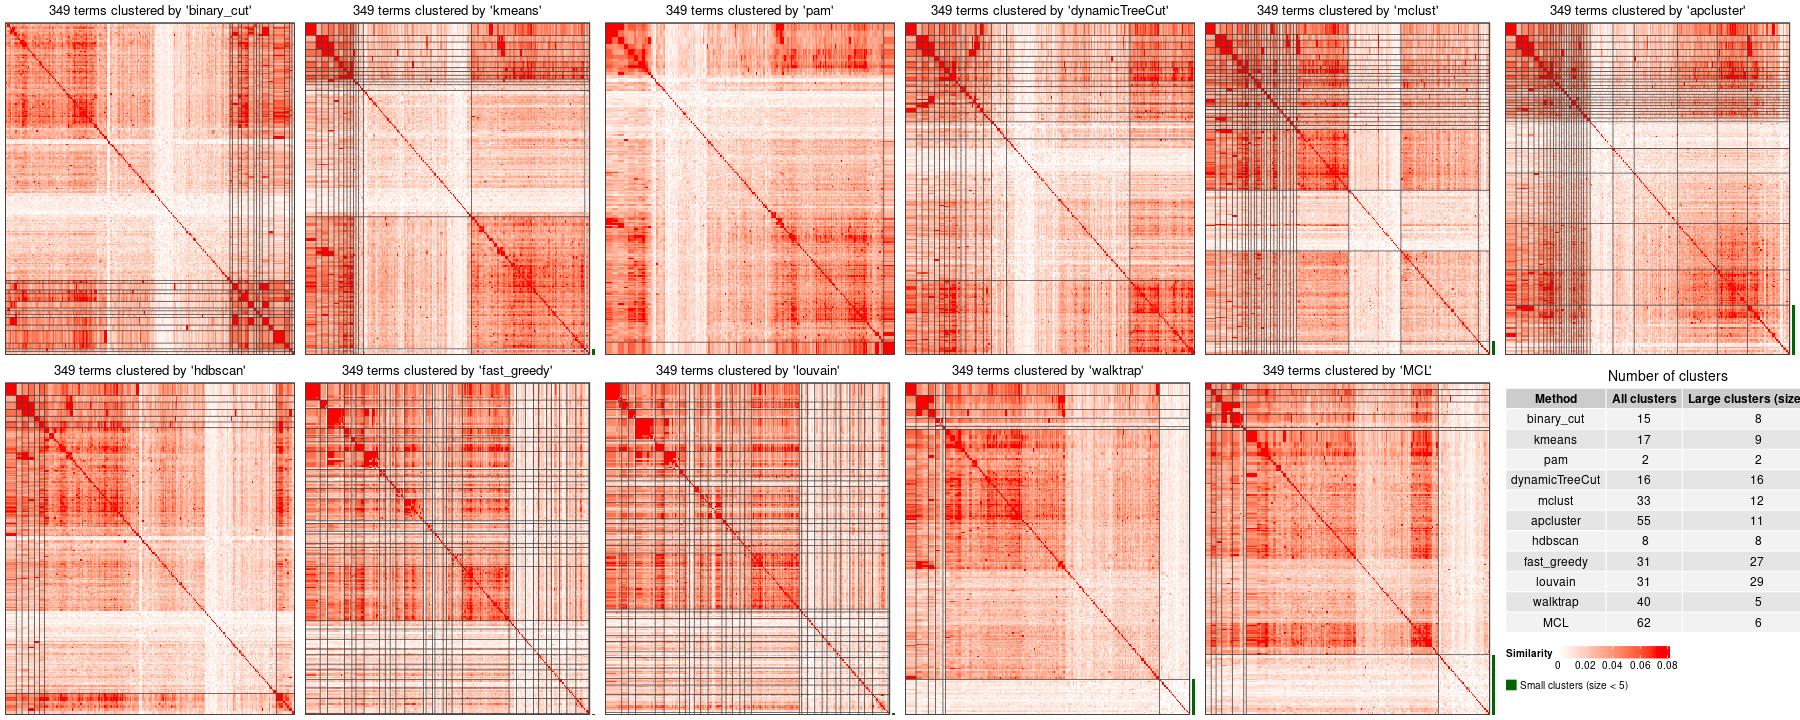 349 terms clustered by 'binary_cut'
349 terms clustered by 'kmeans'
349 terms clustered by 'pam'
349 terms clustered by 'dynamicTreeCut'
349 terms clustered by 'mclust'
349 terms clustered by 'apcluster'
349 terms clustered by 'hdbscan'
349 terms clustered by 'fast_greedy'
349 terms clustered by 'louvain'
349 terms clustered by 'walktrap'
349 terms clustered by 'MCL'
Number of clusters
Method All clusters Large clusters (size
binary_cut 15 8
kmeans 17 9
pam 2 2
dynamicTreeCut 16 16
mclust 33 12
apcluster 55 11
hdbscan 8 8
fast_greedy 31 27
louvain 31 29
walktrap 40 5
MCL 62 6
Similarity
0 0.02 0.04 0.06 0.08
Small clusters (size < 5)